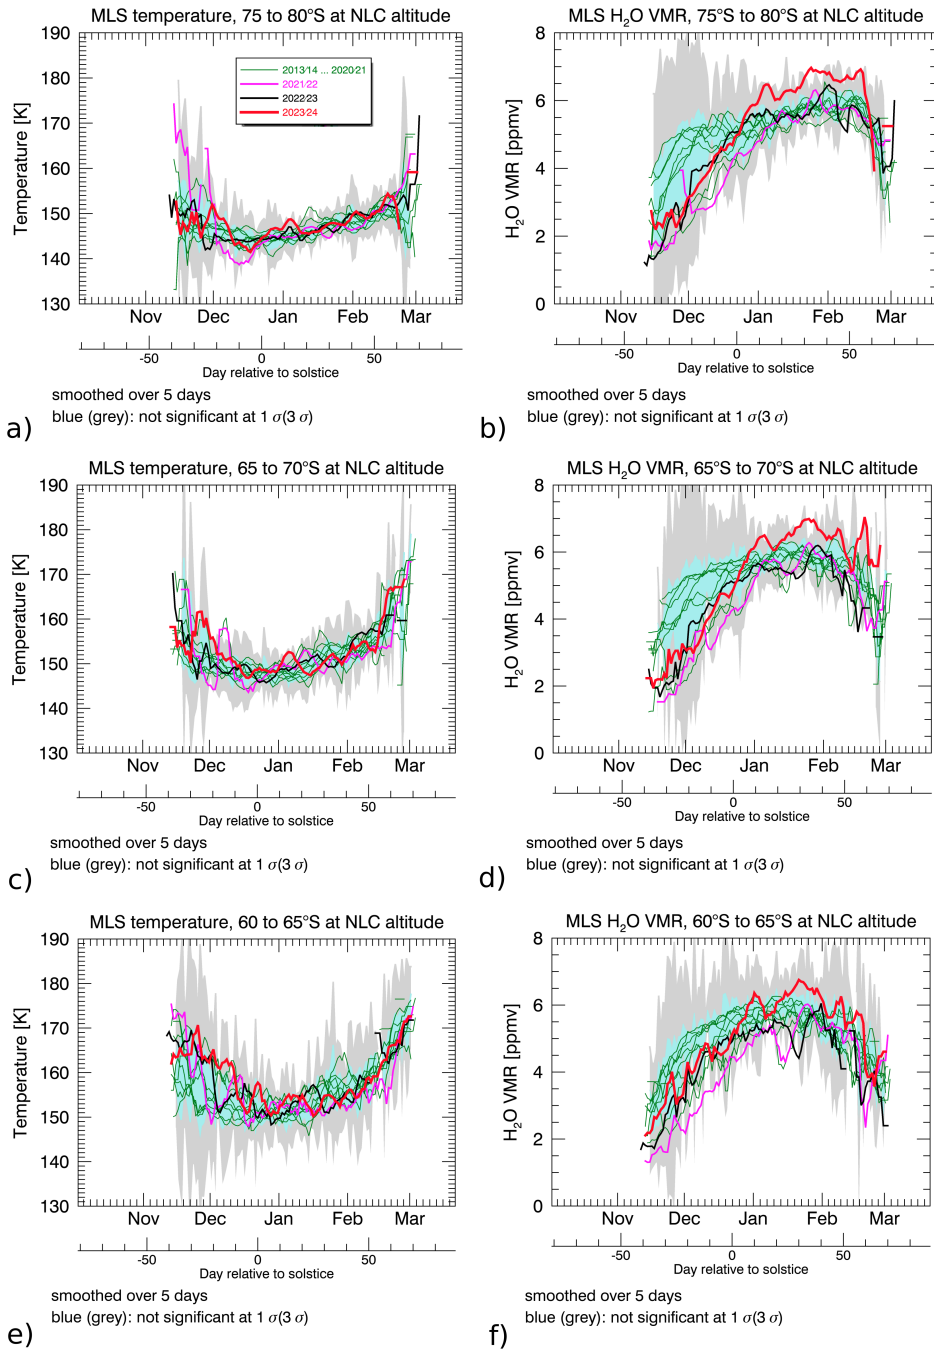 MLS temperature, 75 to 80°S at NLC altitude
190
180
170
160
150
140
130
Temperature [K]
2013/14 ... 2020/21
2021/22
2022/23
2023/24
Nov Dec Jan Feb Mar
-50 0 50
Day relative to solstice
smoothed over 5 days
blue (grey): not significant at 1 σ(3 σ)
a)
MLS H2O VMR, 75°S to 80°S at NLC altitude
8
6
4
2
0
H2O VMR [ppmv]
Nov Dec Jan Feb Mar
-50 0 50
Day relative to solstice
smoothed over 5 days
blue (grey): not significant at 1 σ(3 σ)
b)
MLS temperature, 65 to 70°S at NLC altitude
190
180
170
160
150
140
130
Temperature [K]
Nov Dec Jan Feb Mar
-50 0 50
Day relative to solstice
smoothed over 5 days
blue (grey): not significant at 1 σ(3 σ)
c)
MLS H2O VMR, 65°S to 70°S at NLC altitude
8
6
4
2
0
H2O VMR [ppmv]
Nov Dec Jan Feb Mar
-50 0 50
Day relative to solstice
smoothed over 5 days
blue (grey): not significant at 1 σ(3 σ)
d)
MLS temperature, 60 to 65°S at NLC altitude
190
180
170
160
150
140
130
Temperature [K]
Nov Dec Jan Feb Mar
-50 0 50
Day relative to solstice
smoothed over 5 days
blue (grey): not significant at 1 σ(3 σ)
e)
MLS H2O VMR, 60°S to 65°S at NLC altitude
8
6
4
2
0
H2O VMR [ppmv]
Nov Dec Jan Feb Mar
-50 0 50
Day relative to solstice
smoothed over 5 days
blue (grey): not significant at 1 σ(3 σ)
f)